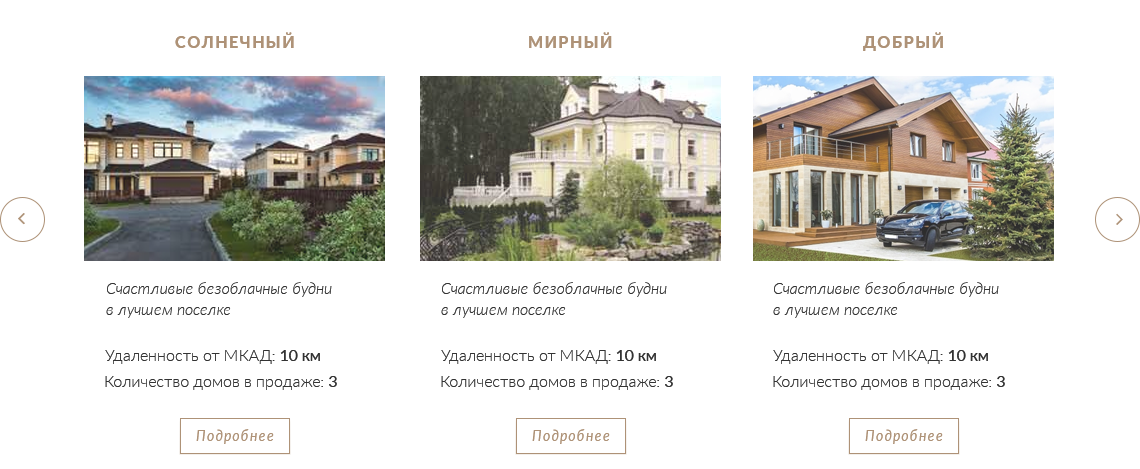 СОЛНЕЧНЫЙ
Счастливые безоблачные будни
в лучшем поселке
Удаленность от МКАД: 10 км
Количество домов в продаже: 3
Подробнее
МИРНЫЙ
Счастливые безоблачные будни
в лучшем поселке
Удаленность от МКАД: 10 км
Количество домов в продаже: 3
Подробнее
ДОБРЫЙ
Счастливые безоблачные будни
в лучшем поселке
Удаленность от МКАД: 10 км
Количество домов в продаже: 3
Подробнее